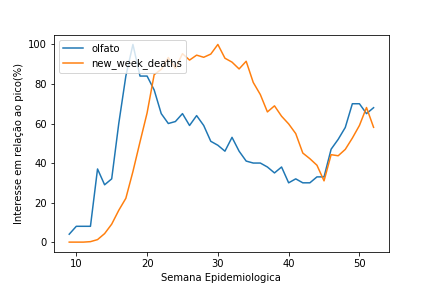 olfato
new_week_deaths
Interesse em relação ao pico(%)
100
80
60
40
20
0
10 20 30 40 50
Semana Epidemiologica